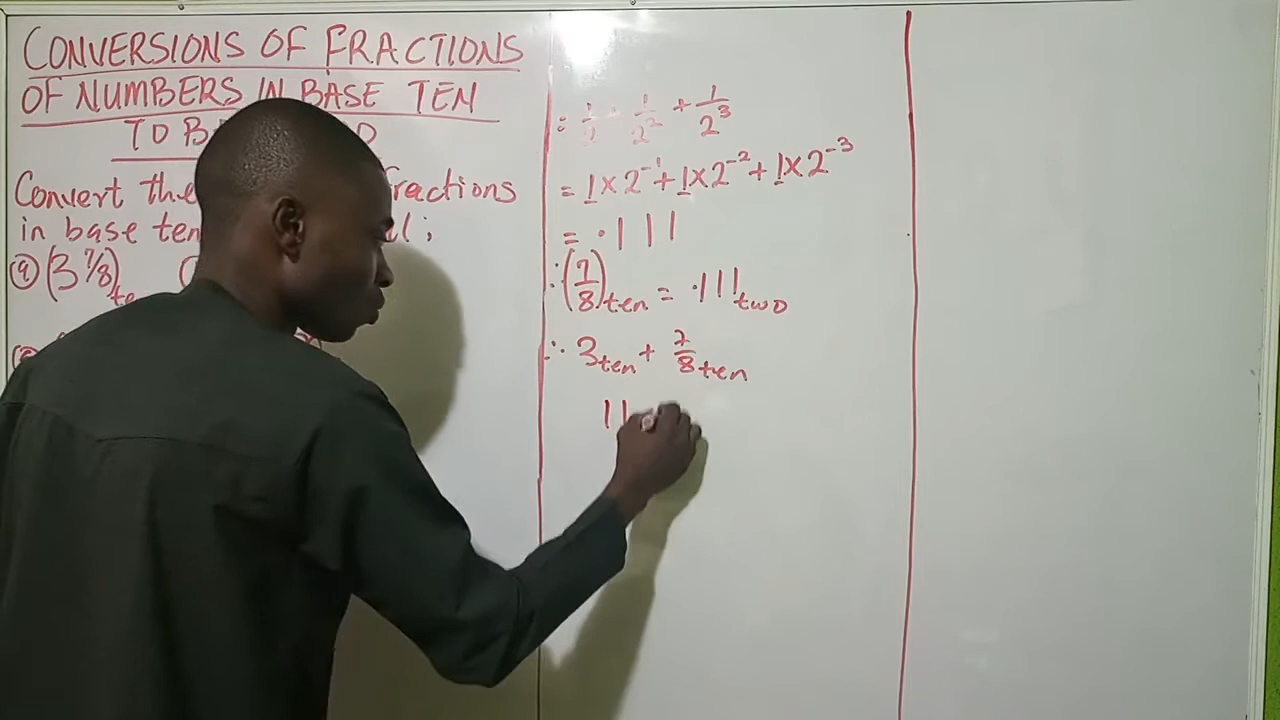 CONVERSIONS OF FRACTIONS
OF NUMBERS IN BASE TEN
TO
Convert the fractions
in base ten
ⓐ (3 7/8)
= 1/2 + 1/2² + 1/2³
= 1×2⁻¹ + 1×2⁻² + 1×2⁻³
= ·111
∴ (7/8)ten = ·111two
∴ 3ten + 7/8ten
11